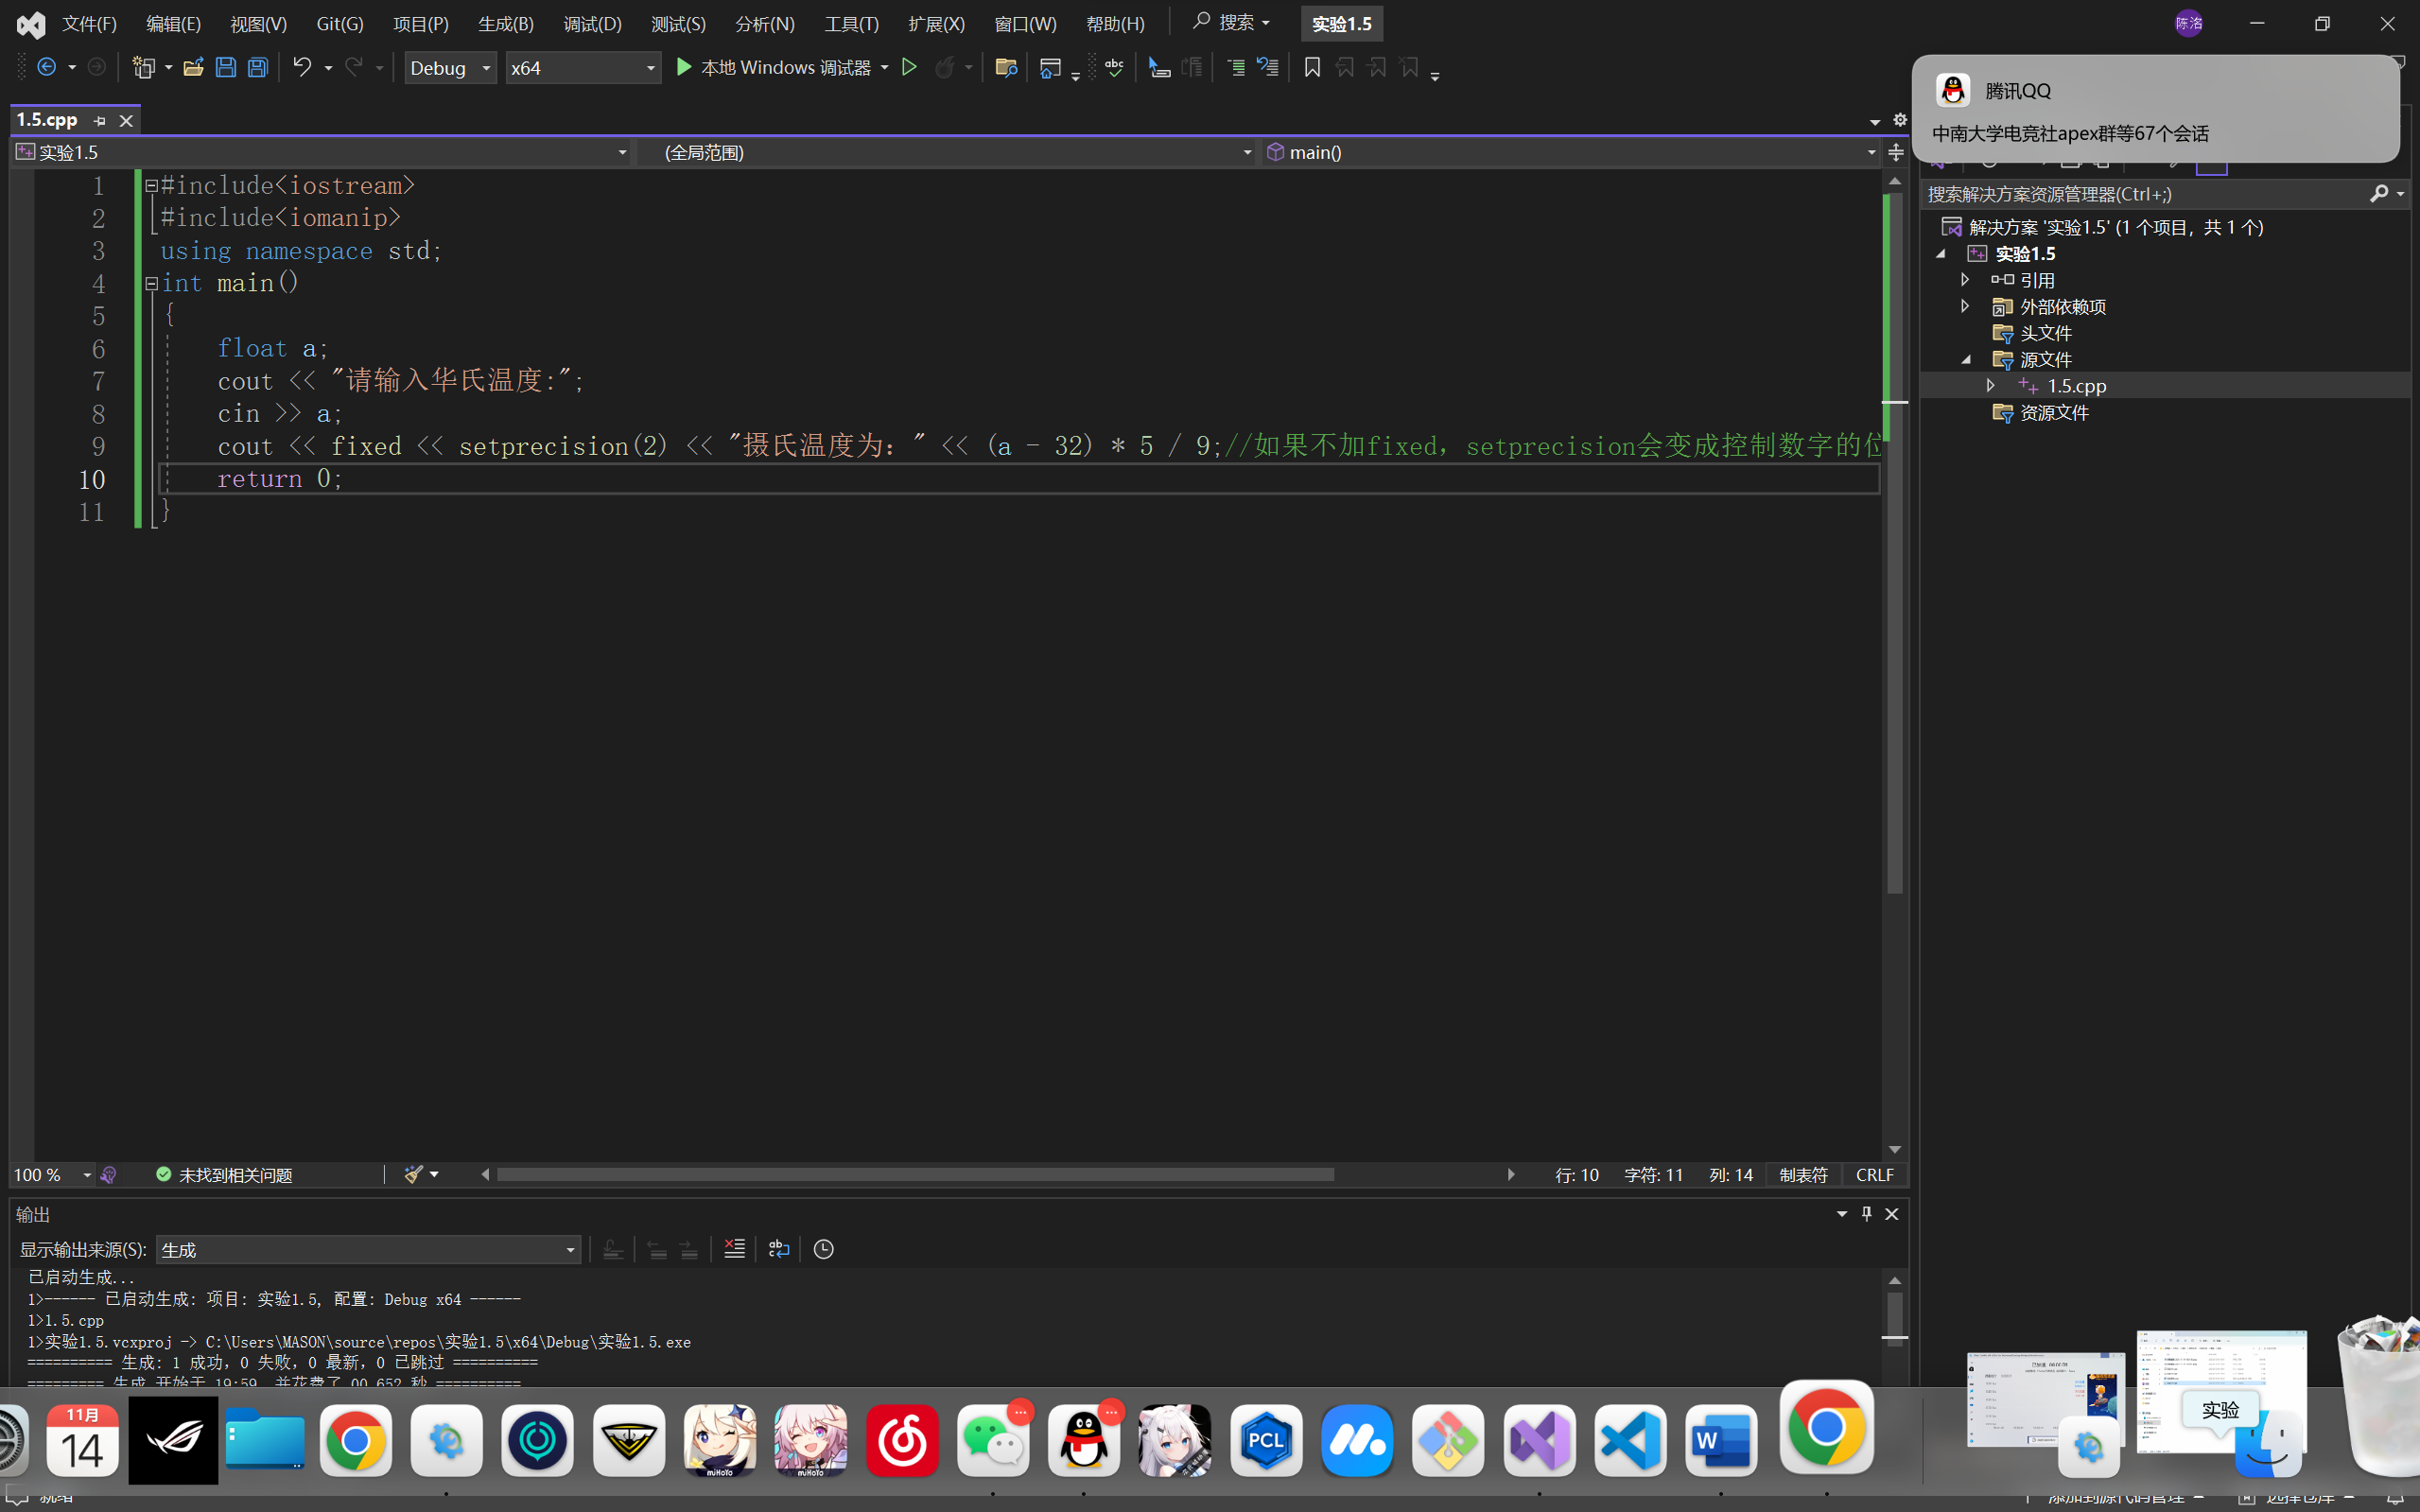 文件(F) 编辑(E) 视图(V) Git(G) 项目(P) 生成(B) 调试(D) 测试(S) 分析(N) 工具(T) 扩展(X) 窗口(W) 帮助(H) 搜索 实验1.5 陈洛
Debug x64 本地 Windows 调试器
腾讯QQ
中南大学电竞社apex群等67个会话
1.5.cpp
实验1.5 (全局范围) main()
1 #include<iostream>
2 #include<iomanip>
3 using namespace std;
4 int main()
5 {
6 float a;
7 cout << "请输入华氏温度:";
8 cin >> a;
9 cout << fixed << setprecision(2) << "摄氏温度为：" << (a - 32) * 5 / 9;//如果不加fixed，setprecision会变成控制数字的位
10 return 0;
11 }
搜索解决方案资源管理器(Ctrl+;)
解决方案 '实验1.5' (1 个项目，共 1 个)
实验1.5
引用
外部依赖项
头文件
源文件
1.5.cpp
资源文件
100 % 未找到相关问题 行: 10 字符: 11 列: 14 制表符 CRLF
输出
显示输出来源(S): 生成
已启动生成...
1>------ 已启动生成: 项目: 实验1.5, 配置: Debug x64 ------
1>1.5.cpp
1>实验1.5.vcxproj -> C:\Users\MASON\source\repos\实验1.5\x64\Debug\实验1.5.exe
========== 生成: 1 成功，0 失败，0 最新，0 已跳过 ==========
========= 生成 开始于 19:59，并花费了 00.652 秒 ==========
实验
11月
14
miHoYo
miHoYo
PCL
W
就绪 添加到源代码管理 选择仓库